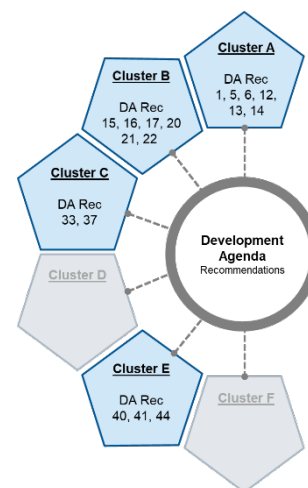 Cluster A
DA Rec
1, 5, 6, 12,
13, 14
Cluster B
DA Rec
15, 16, 17, 20
21, 22
Cluster C
DA Rec
33, 37
Development
Agenda
Recommendations
Cluster D
Cluster E
DA Rec
40, 41, 44
Cluster F